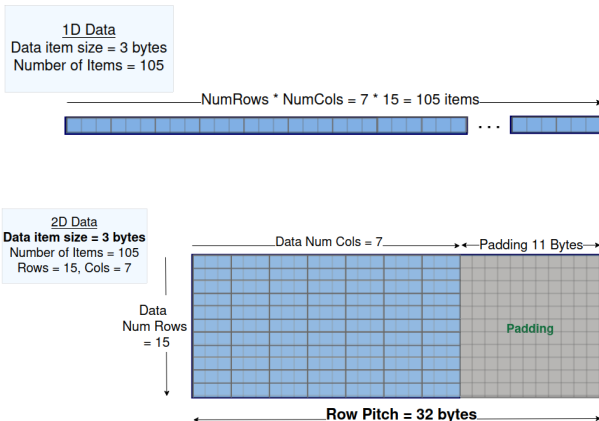 1D Data
Data item size = 3 bytes
Number of Items = 105
NumRows * NumCols = 7 * 15 = 105 items
...
2D Data
Data item size = 3 bytes
Number of Items = 105
Rows = 15, Cols = 7
Data Num Cols = 7
Padding 11 Bytes
Data
Num Rows
= 15
Padding
Row Pitch = 32 bytes